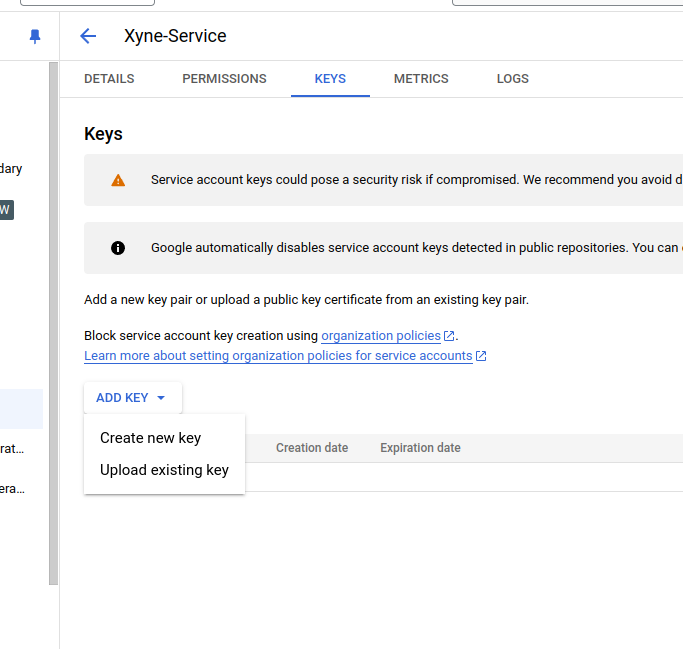 Xyne-Service
DETAILS PERMISSIONS KEYS METRICS LOGS
Keys
dary
W
Service account keys could pose a security risk if compromised. We recommend you avoid d
Google automatically disables service account keys detected in public repositories. You can
Add a new key pair or upload a public key certificate from an existing key pair.
Block service account key creation using organization policies.
Learn more about setting organization policies for service accounts
ADD KEY
Create new key
Upload existing key
Creation date Expiration date
rat...
era...